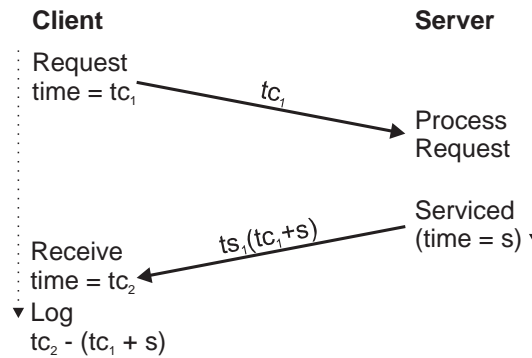 Client
Server
Request
time = tc₁
tc₁
Process
Request
Serviced
(time = s)
ts₁(tc₁+s)
Receive
time = tc₂
Log
tc₂ - (tc₁ + s)